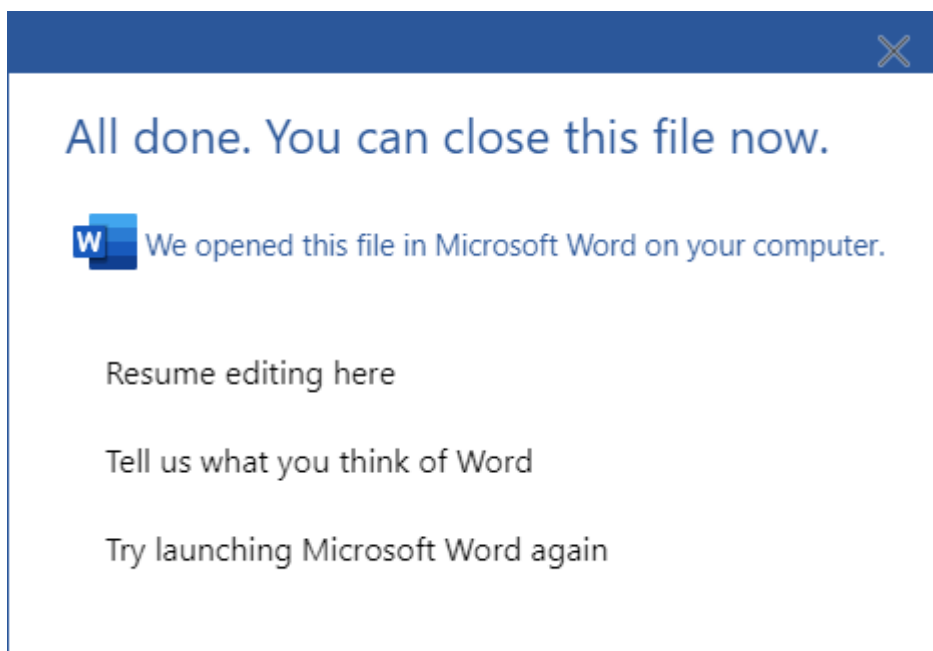 All done. You can close this file now.
W
We opened this file in Microsoft Word on your computer.
Resume editing here
Tell us what you think of Word
Try launching Microsoft Word again